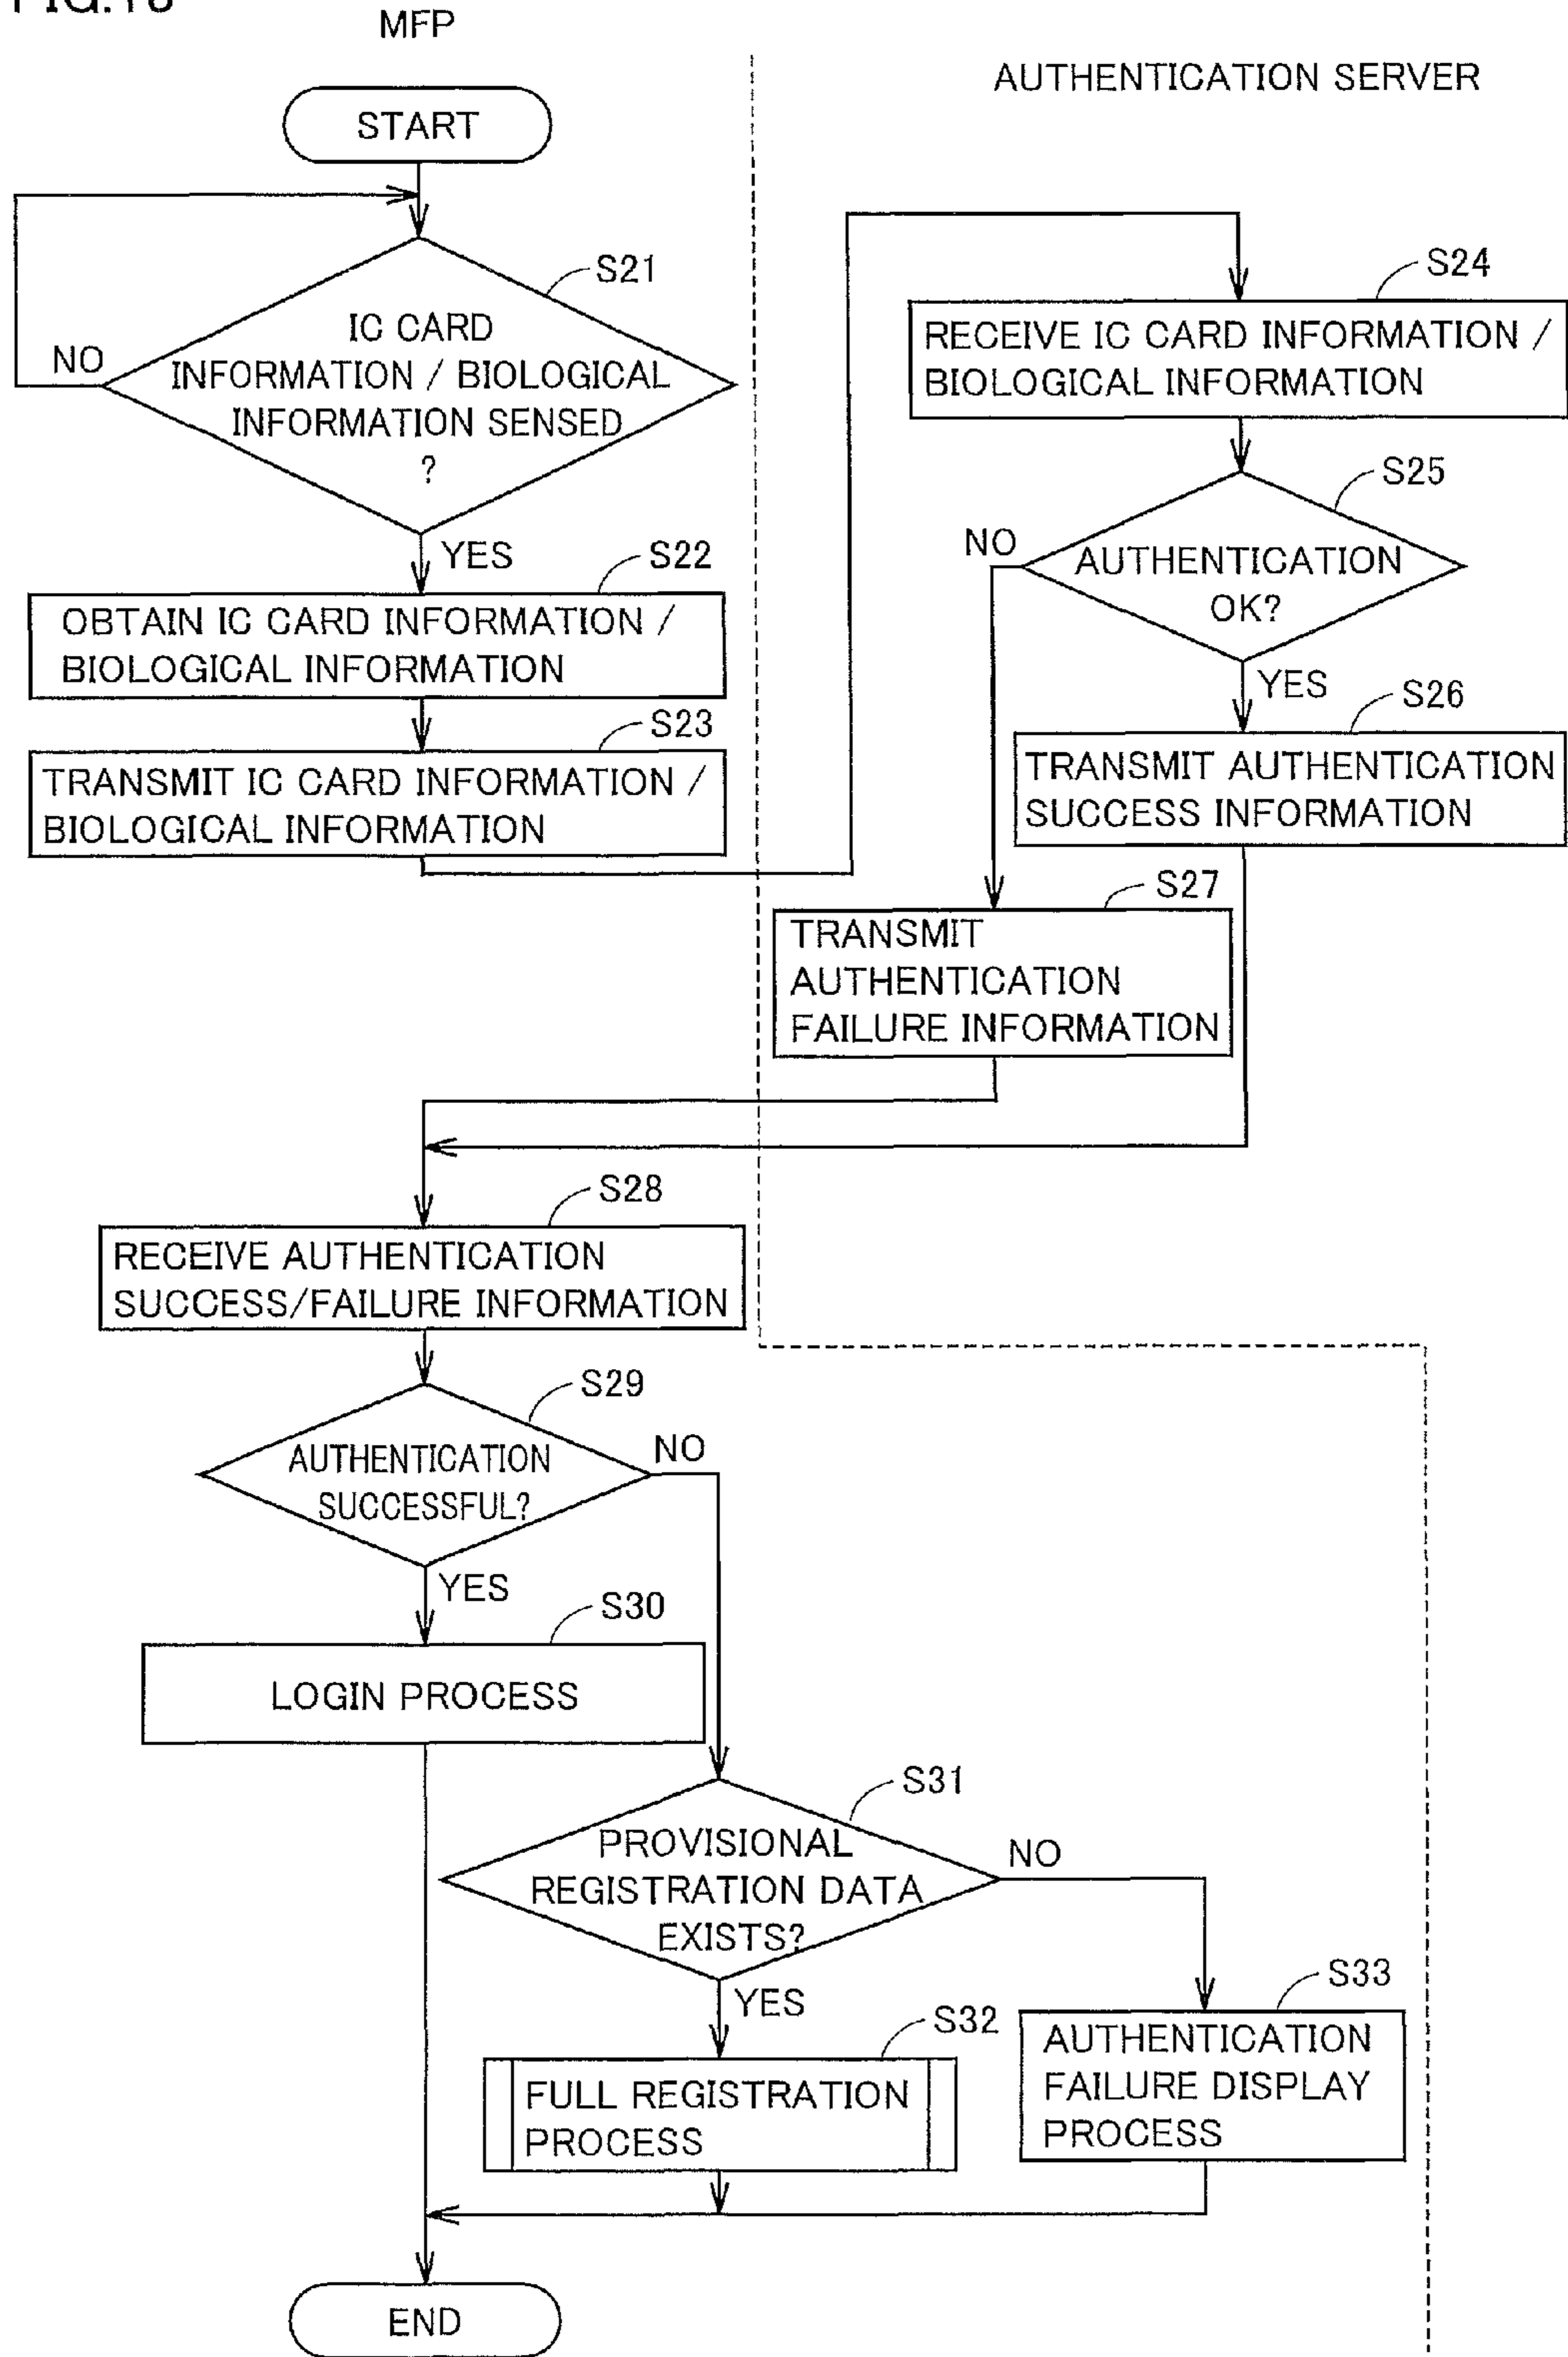 MFP
AUTHENTICATION SERVER
START
S21
IC CARD
INFORMATION / BIOLOGICAL
INFORMATION SENSED
?
NO
YES
S22
OBTAIN IC CARD INFORMATION /
BIOLOGICAL INFORMATION
S23
TRANSMIT IC CARD INFORMATION /
BIOLOGICAL INFORMATION
S24
RECEIVE IC CARD INFORMATION /
BIOLOGICAL INFORMATION
S25
AUTHENTICATION
OK?
NO
YES
S26
TRANSMIT AUTHENTICATION
SUCCESS INFORMATION
S27
TRANSMIT
AUTHENTICATION
FAILURE INFORMATION
S28
RECEIVE AUTHENTICATION
SUCCESS/FAILURE INFORMATION
S29
AUTHENTICATION
SUCCESSFUL?
NO
YES
S30
LOGIN PROCESS
S31
PROVISIONAL
REGISTRATION DATA
EXISTS?
NO
YES
S32
FULL REGISTRATION
PROCESS
S33
AUTHENTICATION
FAILURE DISPLAY
PROCESS
END